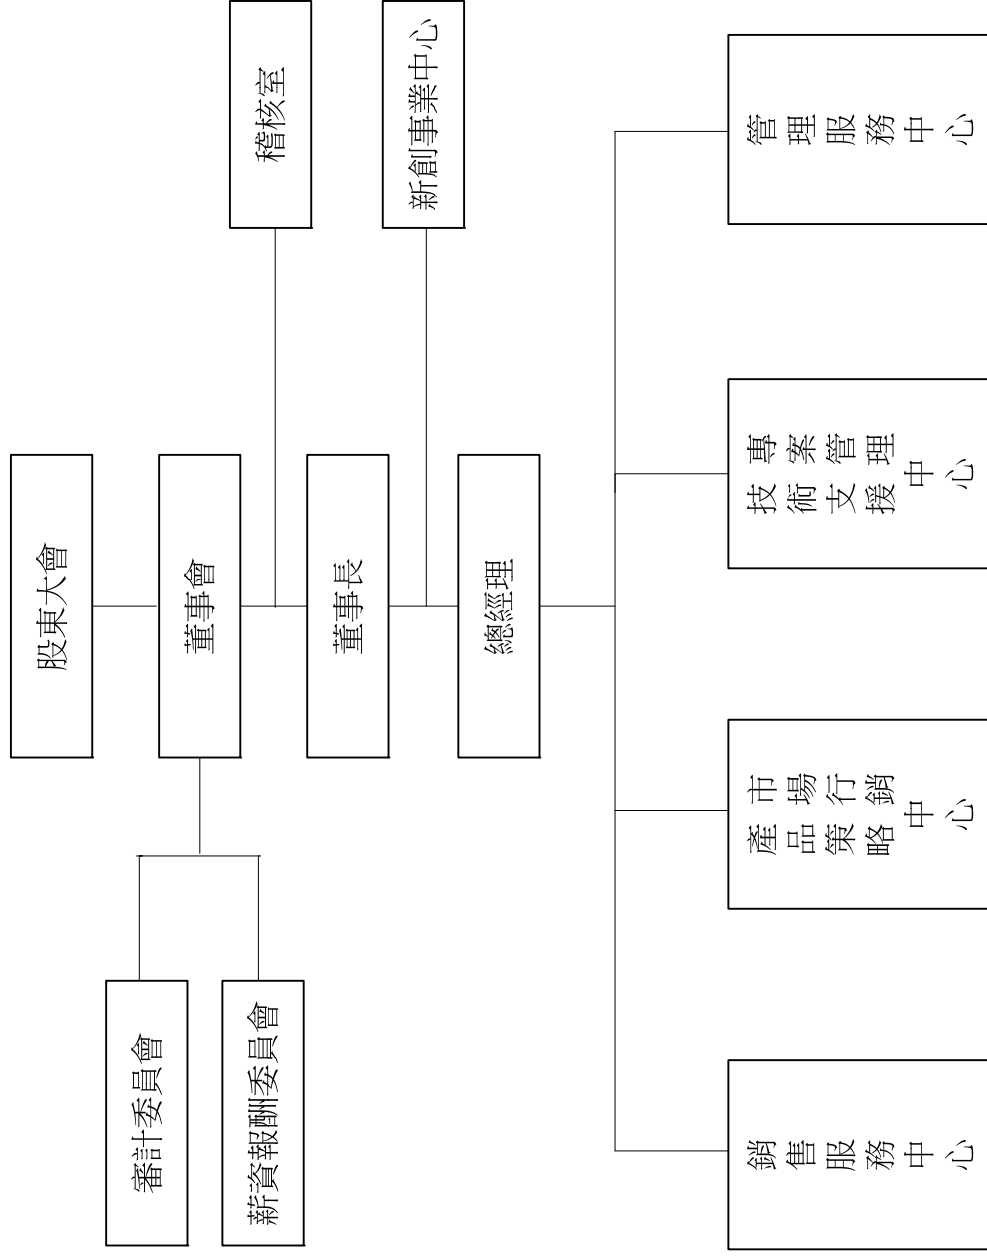 股東大會
審計委員會
董事會
薪資報酬委員會
稽核室
董事長
新創事業中心
總經理
銷售服務中心
市場行銷
產品策略
中心
專案管理
技術支援
中心
管理服務中心